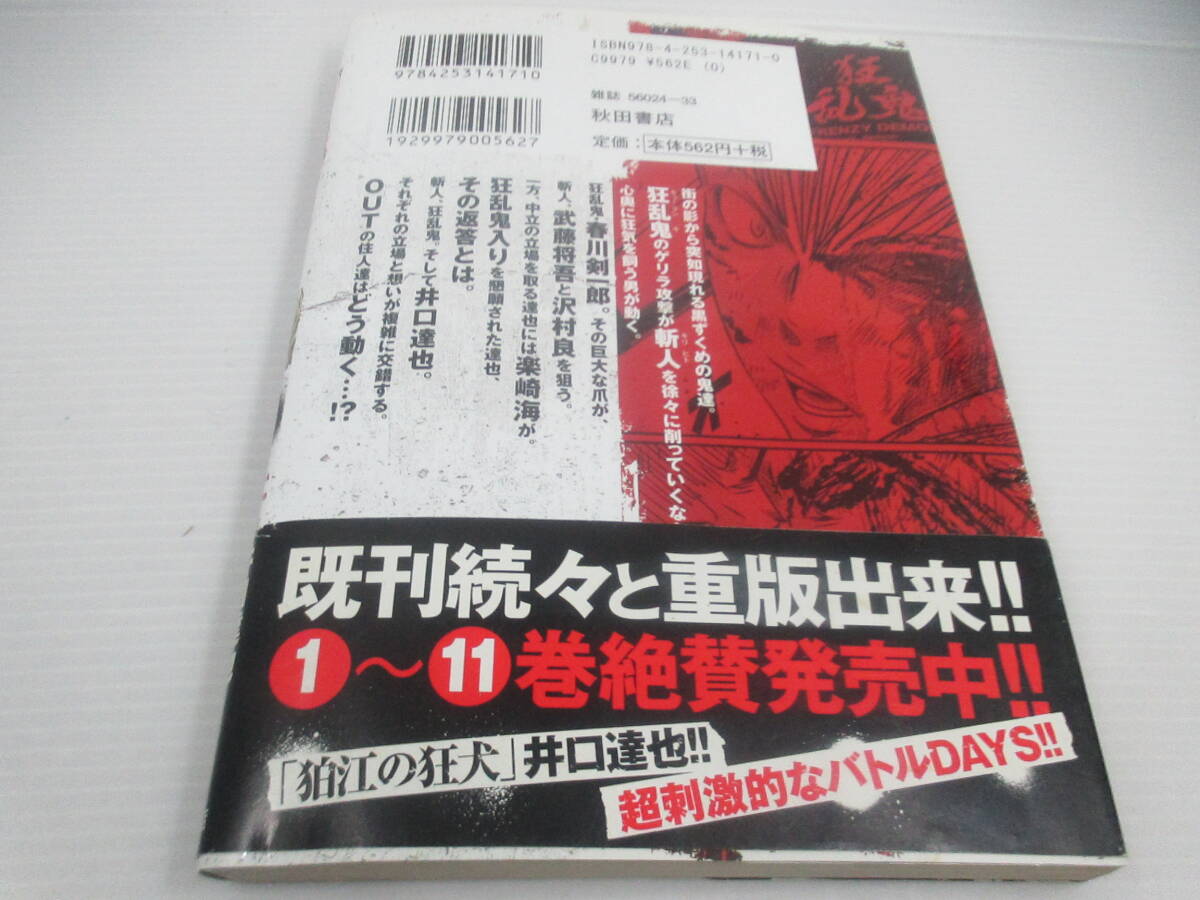 9784253141710
1929979005627
ISBN978-4-253-14171-0
C9979 ¥562E (0)
雑誌 56024-33
秋田書店
定価:本体562円+税
狂乱鬼
FRENZY DEMO
街の影から突如現れる黒ずくめの鬼達。
狂乱鬼のゲリラ攻撃が斬人を徐々に削っていくな
心奥に狂気を飼う男が動く。
狂乱鬼・春川剣一郎。その巨大な爪が、
斬人、武藤将吾と沢村良を狙う。
一方、中立の立場を取る達也には楽崎海が。
狂乱鬼入りを懇願された達也、
その返答とは。
斬人、狂乱鬼、そして井口達也。
それぞれの立場と想いが複雑に交錯する。
OUTの住人達はどう動く…?!
既刊続々と重版出来!!
1〜11巻絶賛発売中!!
「狛江の狂犬」井口達也!!
超刺激的なバトルDAYS!!